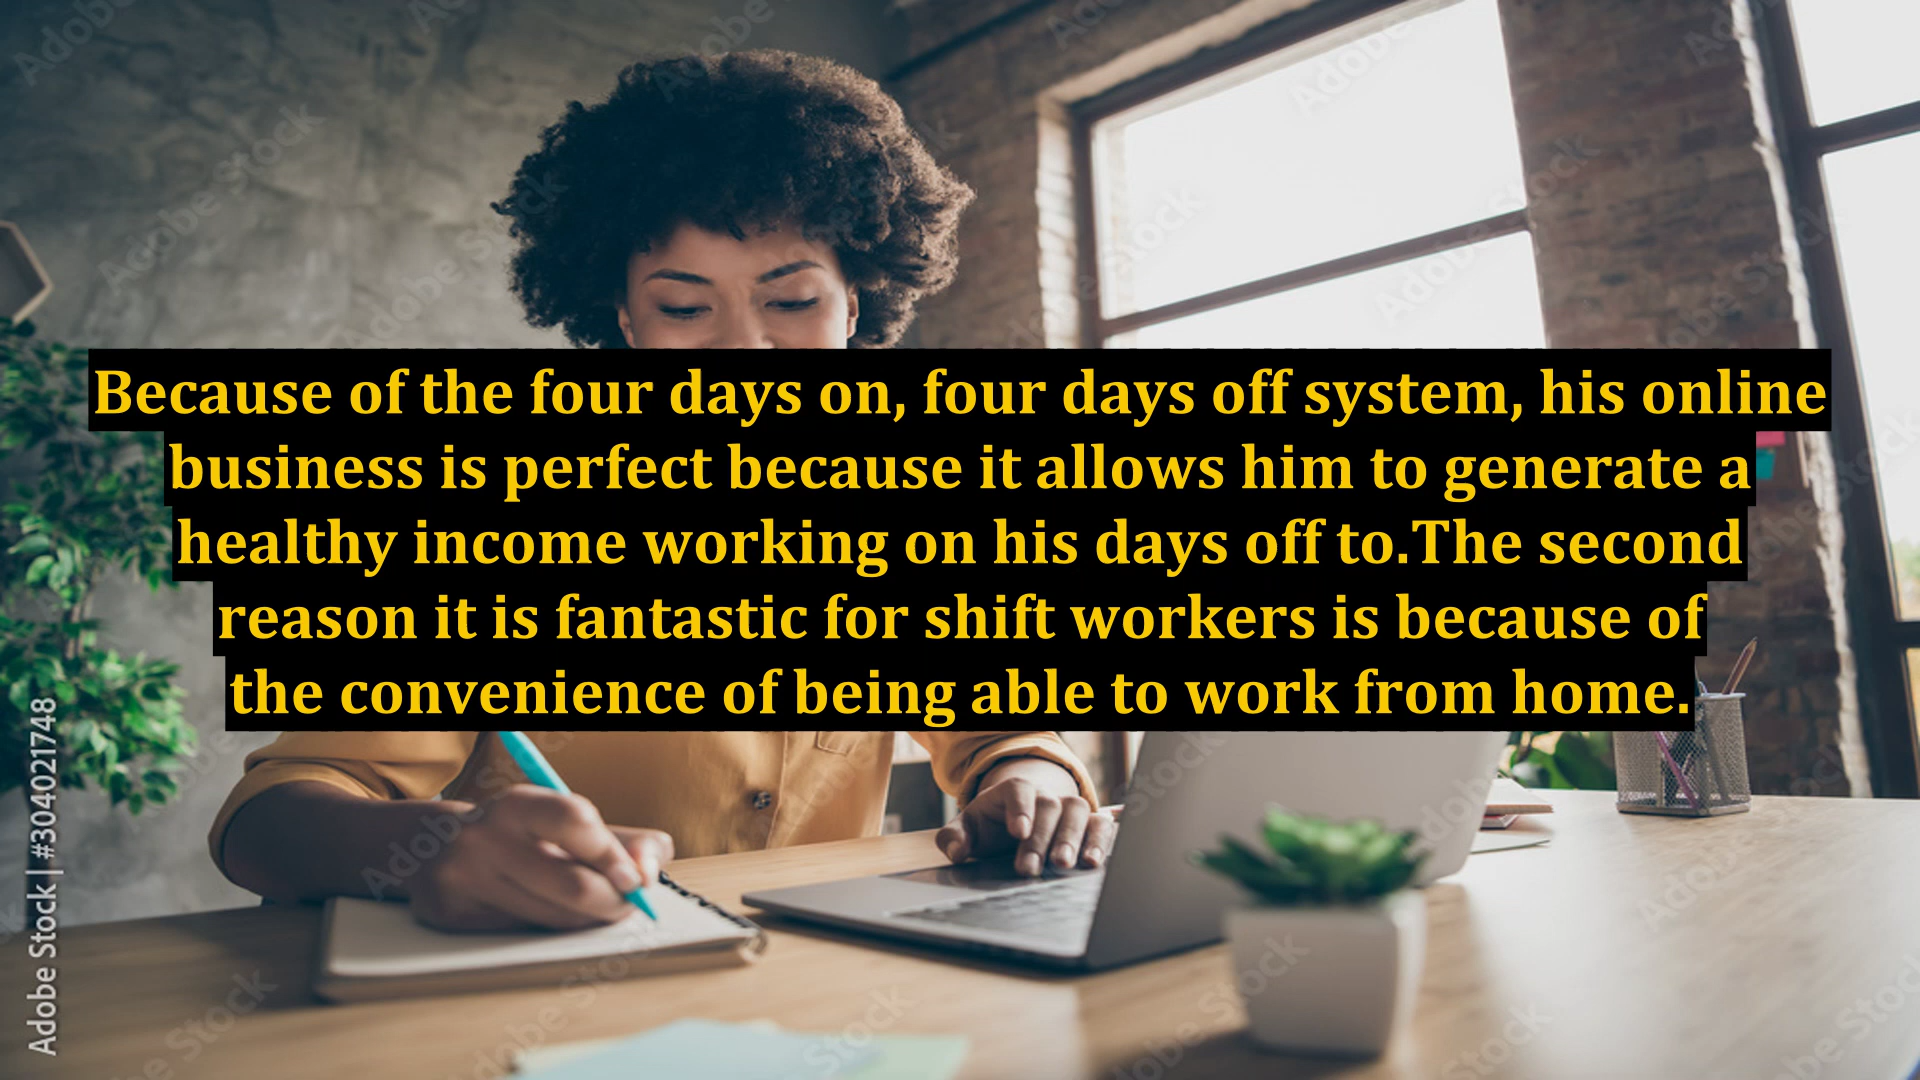 Because of the four days on, four days off system, his online
business is perfect because it allows him to generate a
healthy income working on his days off to.The second
reason it is fantastic for shift workers is because of
the convenience of being able to work from home.
Adobe Stock | #304021748